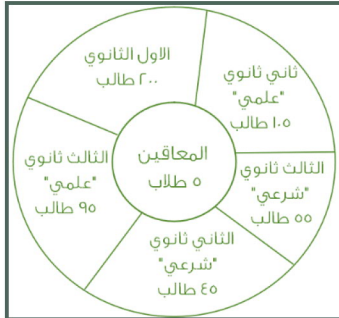 الاول الثانوي
٢٠٠ طالب
ثاني ثانوي
"علمي"
١٠٥ طالب
المعاقين
٥ طلاب
الثالث ثانوي
"علمي"
٩٥ طالب
الثالث ثانوي
"شرعي"
٥٥ طالب
الثاني ثانوي
"شرعي"
٤٥ طالب